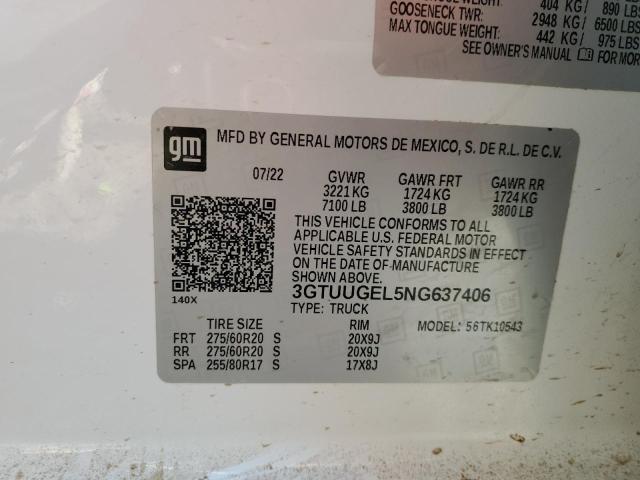 404 KG/ 890 LB
GOOSENECK TWR: 2948 KG/ 6500 LBS
MAX TONGUE WEIGHT: 442 KG/ 975 LBS
SEE OWNER'S MANUAL FOR MOR
gm
MFD BY GENERAL MOTORS DE MEXICO, S. DE R.L. DE C.V.
07/22 GVWR GAWR FRT GAWR RR
3221 KG 1724 KG 1724 KG
7100 LB 3800 LB 3800 LB
THIS VEHICLE CONFORMS TO ALL
APPLICABLE U.S. FEDERAL MOTOR
VEHICLE SAFETY STANDARDS IN EFFECT
ON THE DATE OF MANUFACTURE
SHOWN ABOVE.
140X
3GTUUGEL5NG637406
TYPE: TRUCK
TIRE SIZE RIM MODEL: 56TK10543
FRT 275/60R20 S 20X9J
RR 275/60R20 S 20X9J
SPA 255/80R17 S 17X8J